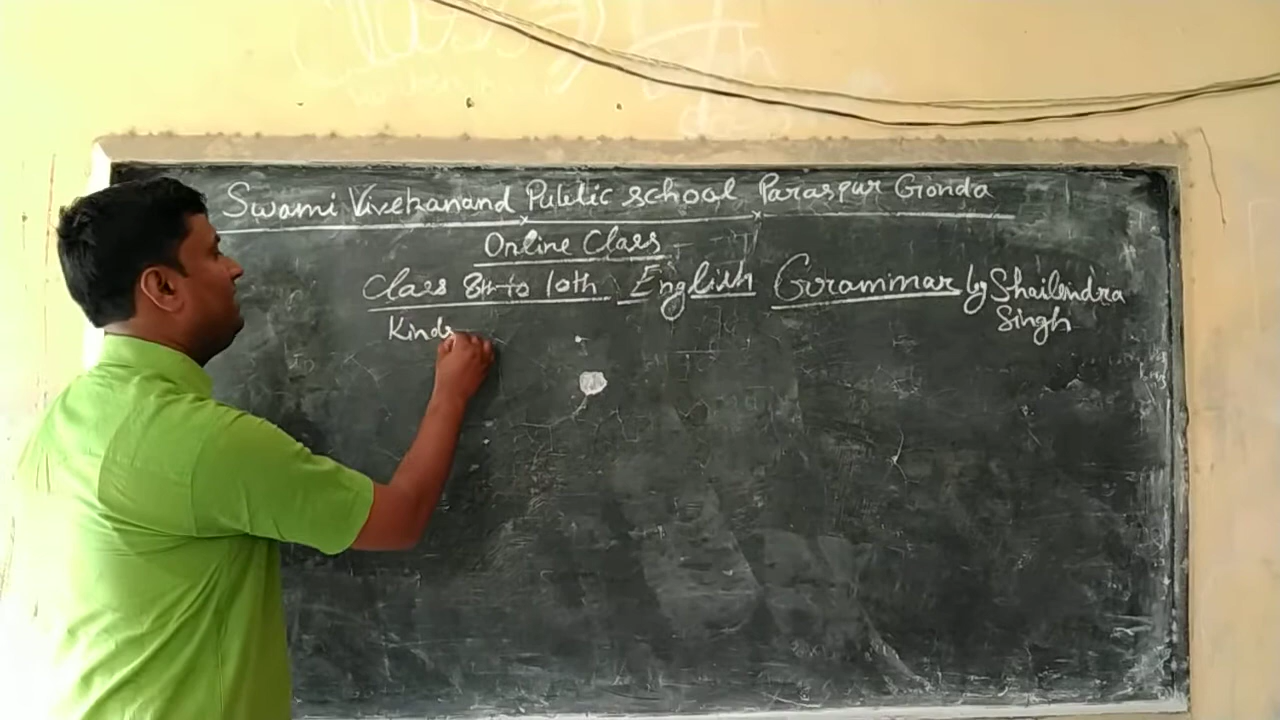 Swami Vivekanand Public school Paraspur Gonda
Online Class
Class 8th to 10th English Grammar by Shailendra
Singh
Kinds